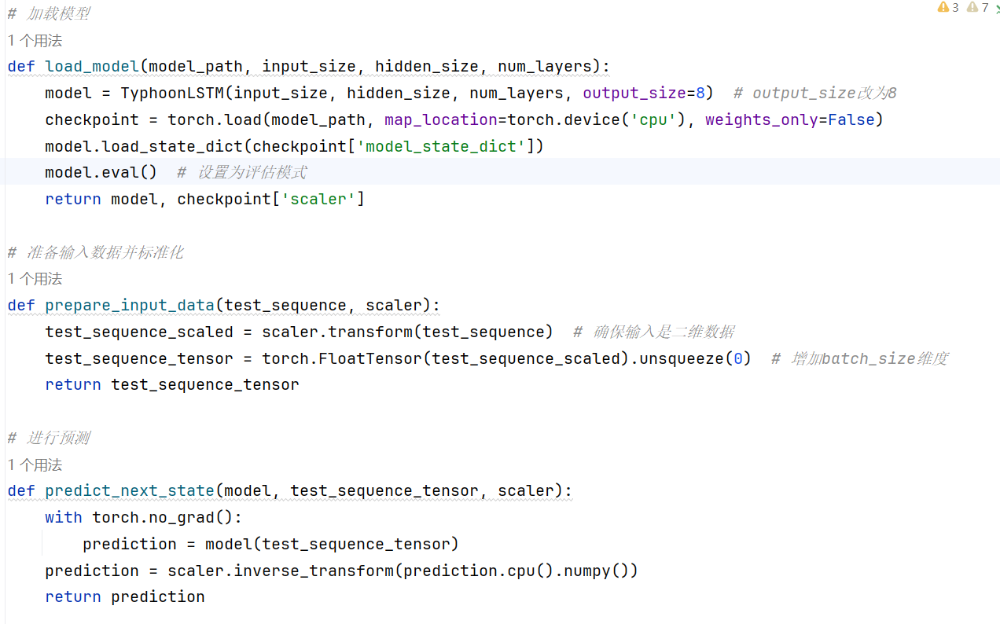 # 加载模型
3 7
1 个用法
def load_model(model_path, input_size, hidden_size, num_layers):
    model = TyphoonLSTM(input_size, hidden_size, num_layers, output_size=8)  # output_size改为8
    checkpoint = torch.load(model_path, map_location=torch.device('cpu'), weights_only=False)
    model.load_state_dict(checkpoint['model_state_dict'])
    model.eval()  # 设置为评估模式
    return model, checkpoint['scaler']
# 准备输入数据并标准化
1 个用法
def prepare_input_data(test_sequence, scaler):
    test_sequence_scaled = scaler.transform(test_sequence)  # 确保输入是二维数据
    test_sequence_tensor = torch.FloatTensor(test_sequence_scaled).unsqueeze(0)  # 增加batch_size维度
    return test_sequence_tensor
# 进行预测
1 个用法
def predict_next_state(model, test_sequence_tensor, scaler):
    with torch.no_grad():
        prediction = model(test_sequence_tensor)
    prediction = scaler.inverse_transform(prediction.cpu().numpy())
    return prediction